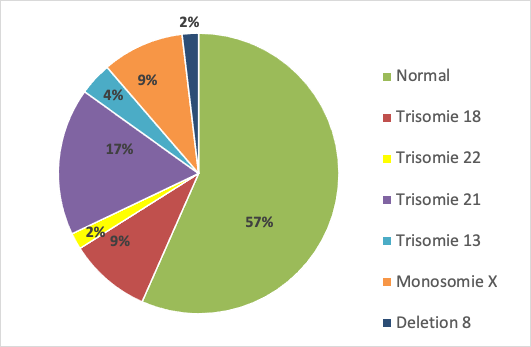 2%
9%
4%
17%
2%
9%
57%
Normal
Trisomie 18
Trisomie 22
Trisomie 21
Trisomie 13
Monosomie X
Deletion 8